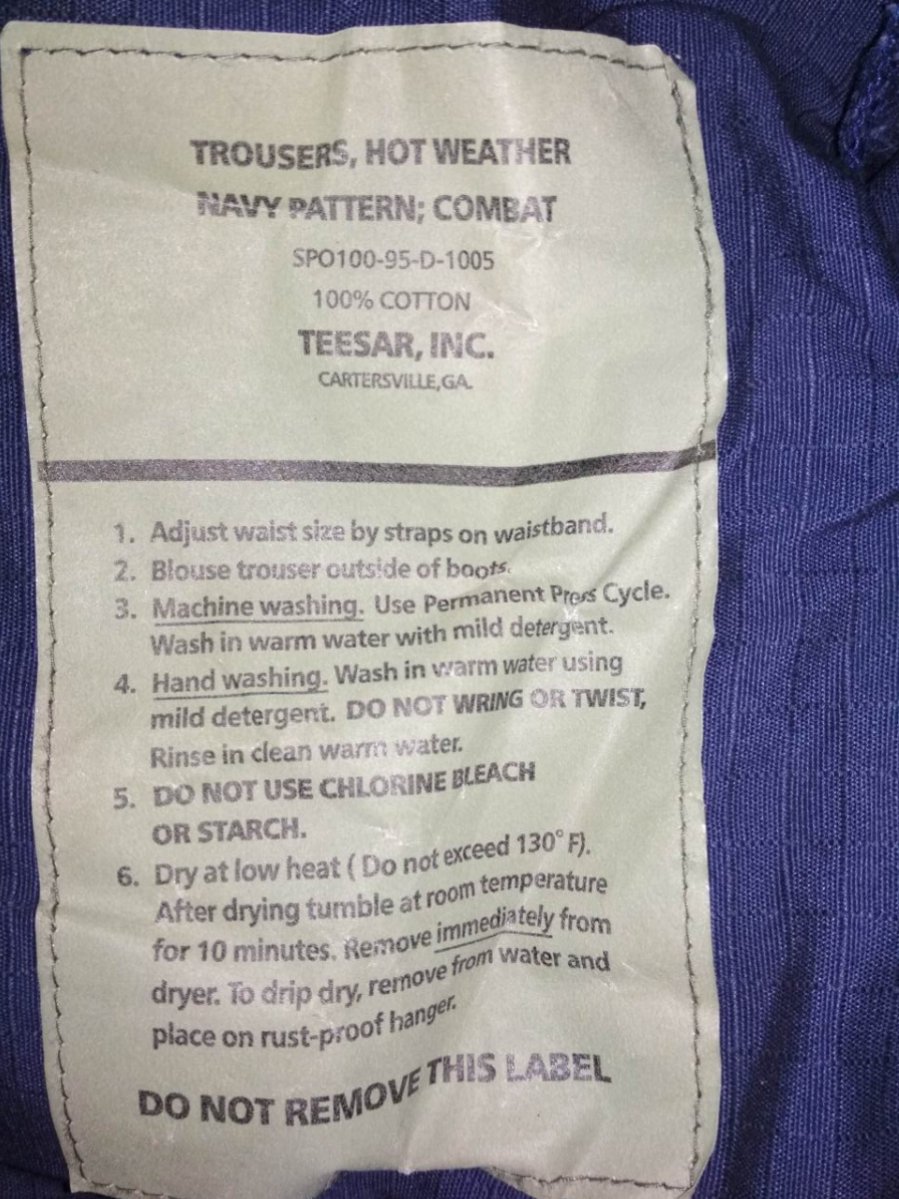 TROUSERS, HOT WEATHER
NAVY PATTERN; COMBAT
SPO100-95-D-1005
100% COTTON
TEESAR, INC.
CARTERSVILLE,GA.
1. Adjust waist size by straps on waistband.
2. Blouse trouser outside of boots.
3. Machine washing. Use Permanent Press Cycle.
Wash in warm water with mild detergent.
4. Hand washing. Wash in warm water using
mild detergent. DO NOT WRING OR TWIST,
Rinse in clean warm water.
5. DO NOT USE CHLORINE BLEACH
OR STARCH.
6. Dry at low heat ( Do not exceed 130° F).
After drying tumble at room temperature
for 10 minutes. Remove immediately from
dryer. To drip dry, remove from water and
place on rust-proof hanger.
DO NOT REMOVE THIS LABEL